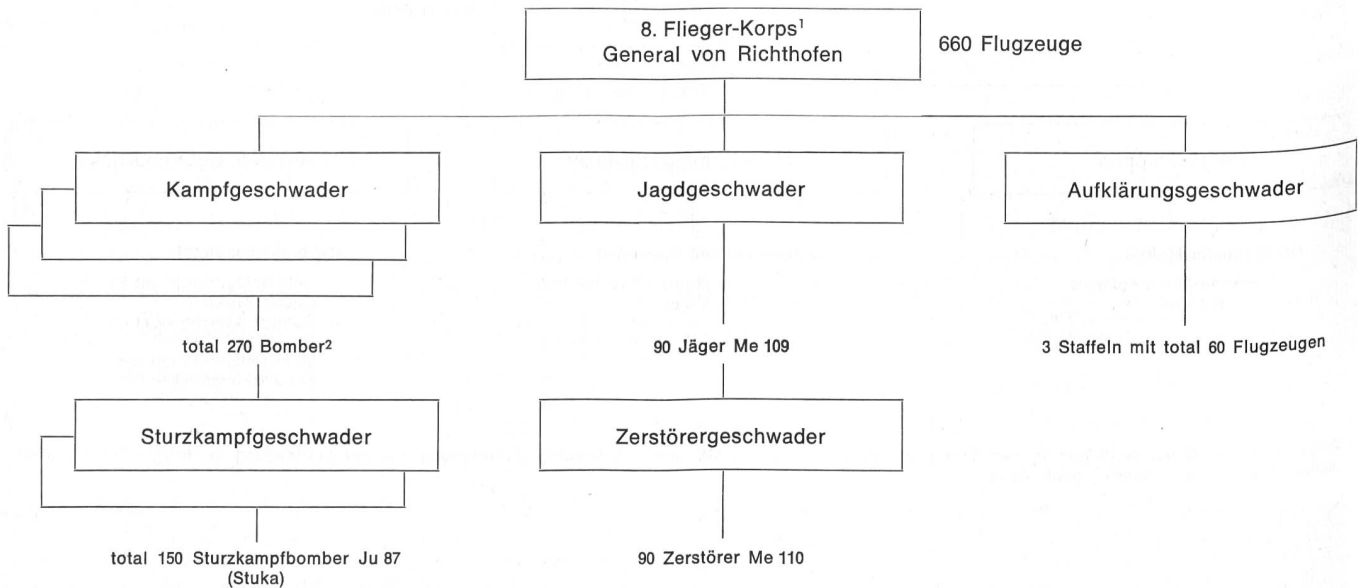 8. Flieger-Korps¹
General von Richthofen
660 Flugzeuge
Kampfgeschwader
Jagdgeschwader
Aufklärungsgeschwader
total 270 Bomber²
90 Jäger Me 109
3 Staffeln mit total 60 Flugzeugen
Sturzkampfgeschwader
Zerstörergeschwader
total 150 Sturzkampfbomber Ju 87
(Stuka)
90 Zerstörer Me 110